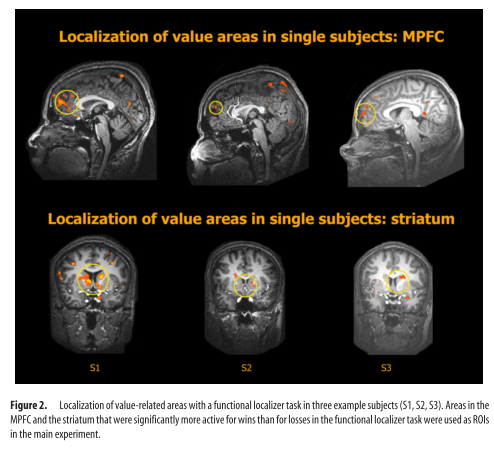 Localization of value areas in single subjects: MPFC
Localization of value areas in single subjects: striatum
S1 S2 S3
Figure 2. Localization of value-related areas with a functional localizer task in three example subjects (S1, S2, S3). Areas in the
MPFC and the striatum that were significantly more active for wins than for losses in the functional localizer task were used as ROIs
in the main experiment.